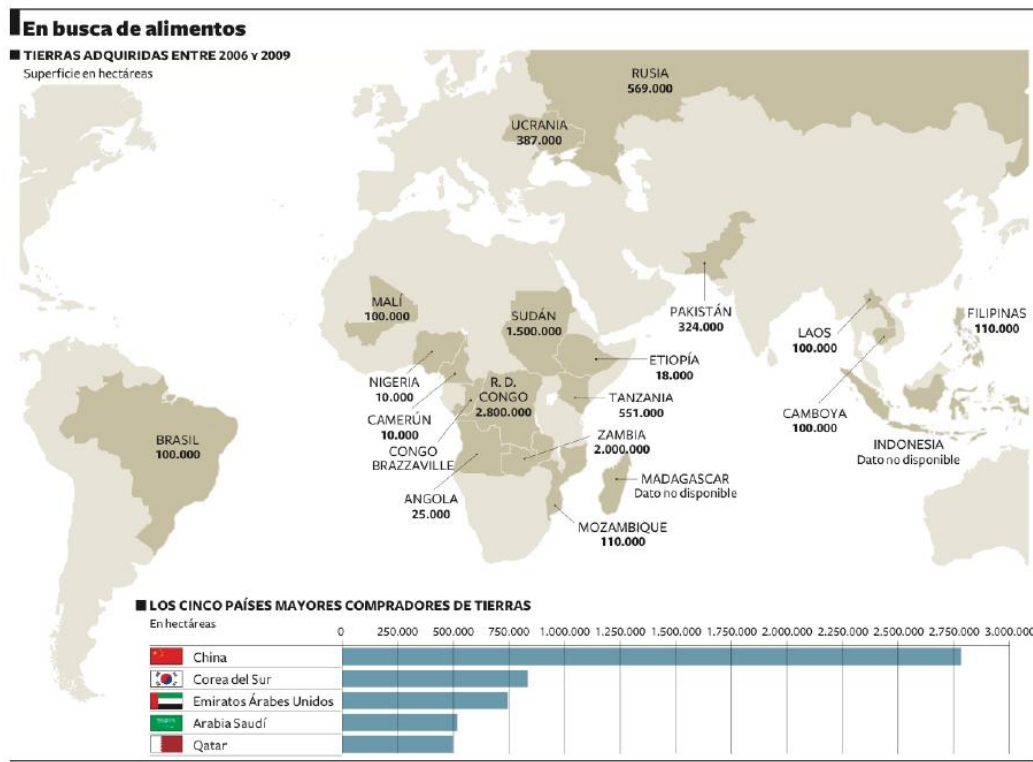 En busca de alimentos
TIERRAS ADQUIRIDAS ENTRE 2006 Y 2009
Superficie en hectáreas
RUSIA
569.000
UCRANIA
387.000
MALÍ
100.000
SUDÁN
1.500.000
PAKISTÁN
324.000
LAOS
100.000
FILIPINAS
110.000
NIGERIA
10.000
R. D.
CONGO
2.800.000
ETIOPÍA
18.000
TANZANIA
551.000
CAMERÚN
10.000
CAMBOYA
100.000
BRASIL
100.000
CONGO
BRAZZAVILLE
ZAMBIA
2.000.000
INDONESIA
Dato no disponible
ANGOLA
25.000
MADAGASCAR
Dato no disponible
MOZAMBIQUE
110.000
LOS CINCO PAÍSES MAYORES COMPRADORES DE TIERRAS
En hectáreas
0 250.000 500.000 750.000 1.000.000 1.250.000 1.500.000 1.750.000 2.000.000 2.250.000 2.500.000 2.750.000 3.000.000
China
Corea del Sur
Emiratos Árabes Unidos
Arabia Saudí
Qatar